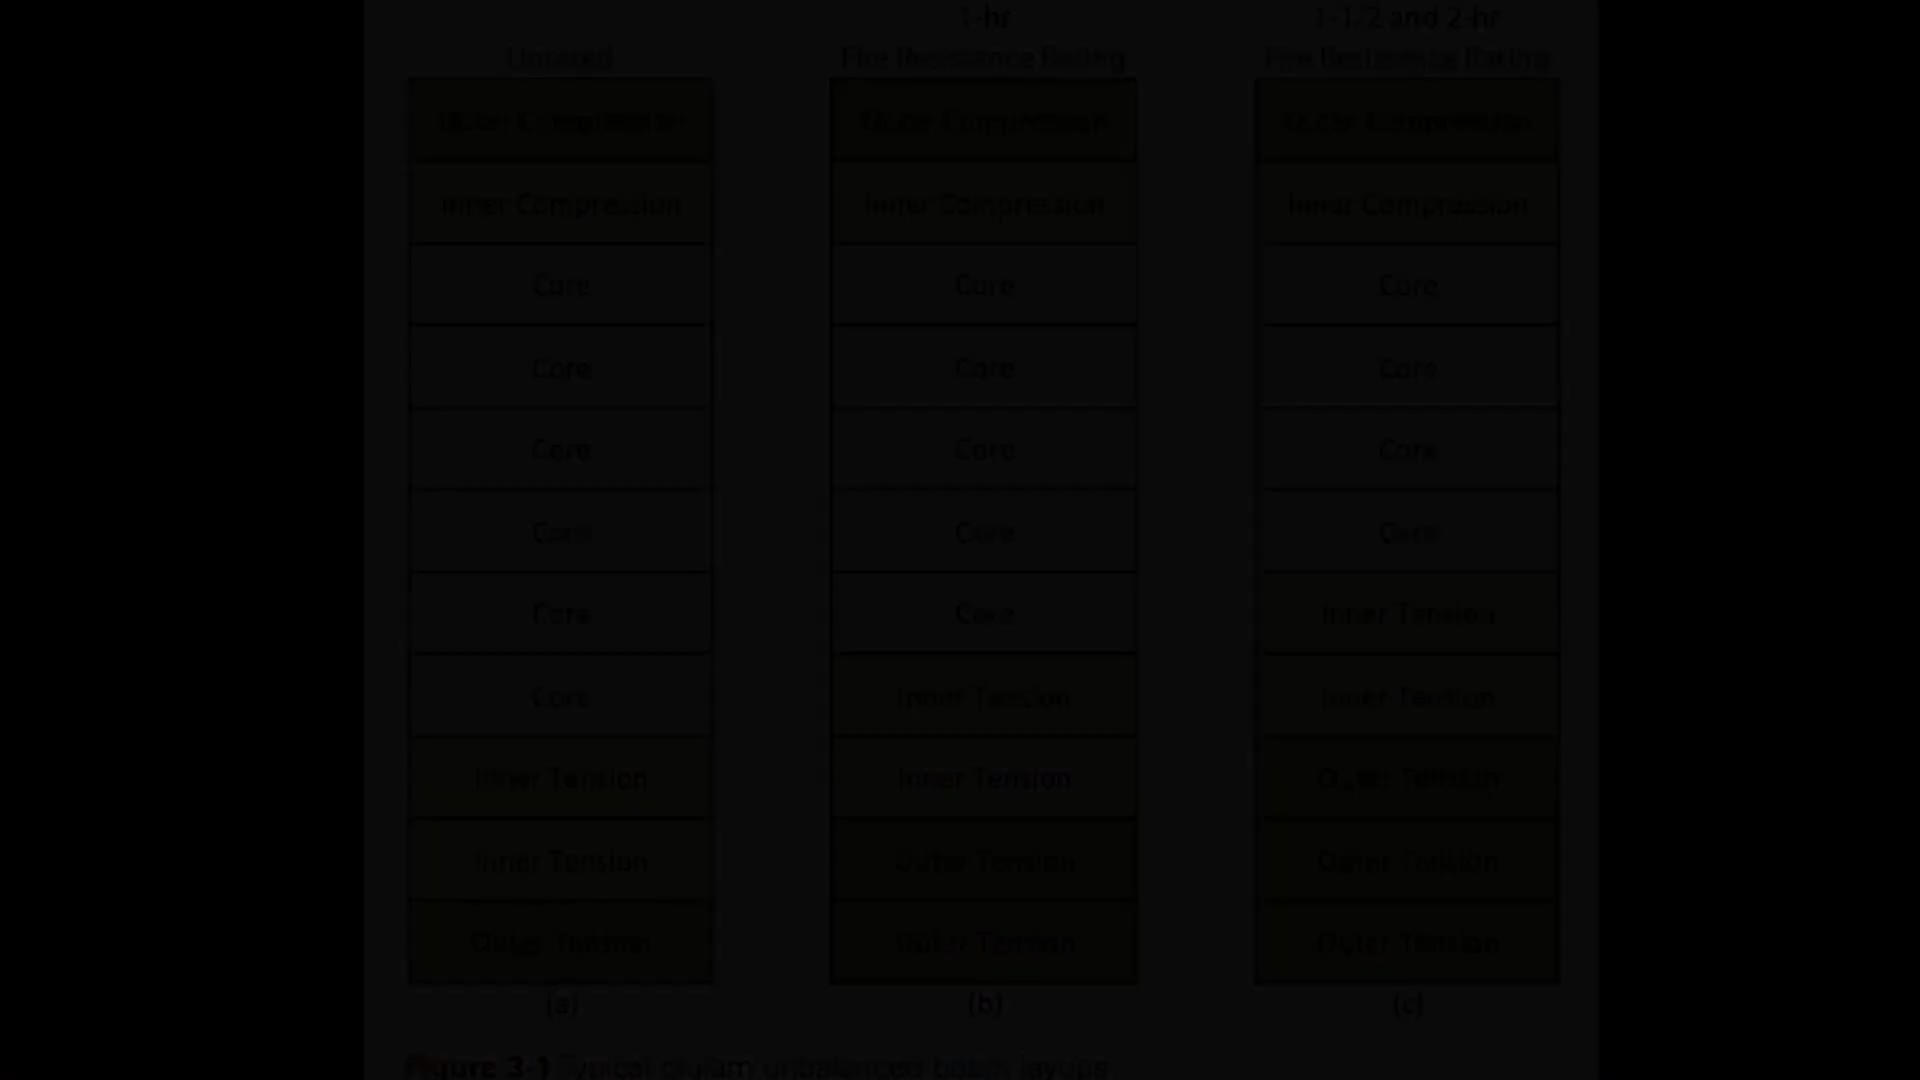 1-hr 1-1/2 and 2-hr
Unrated Fire Resistance Rating Fire Resistance Rating
Outer Compression Outer Compression Outer Compression
Inner Compression Inner Compression Inner Compression
Core Core Core
Core Core Core
Core Core Core
Core Core Core
Core Core Inner Tension
Core Inner Tension Inner Tension
Inner Tension Inner Tension Outer Tension
Inner Tension Outer Tension Outer Tension
Outer Tension Outer Tension Outer Tension
(a) (b) (c)
Figure 3-1 Typical glulam unbalanced beam layups